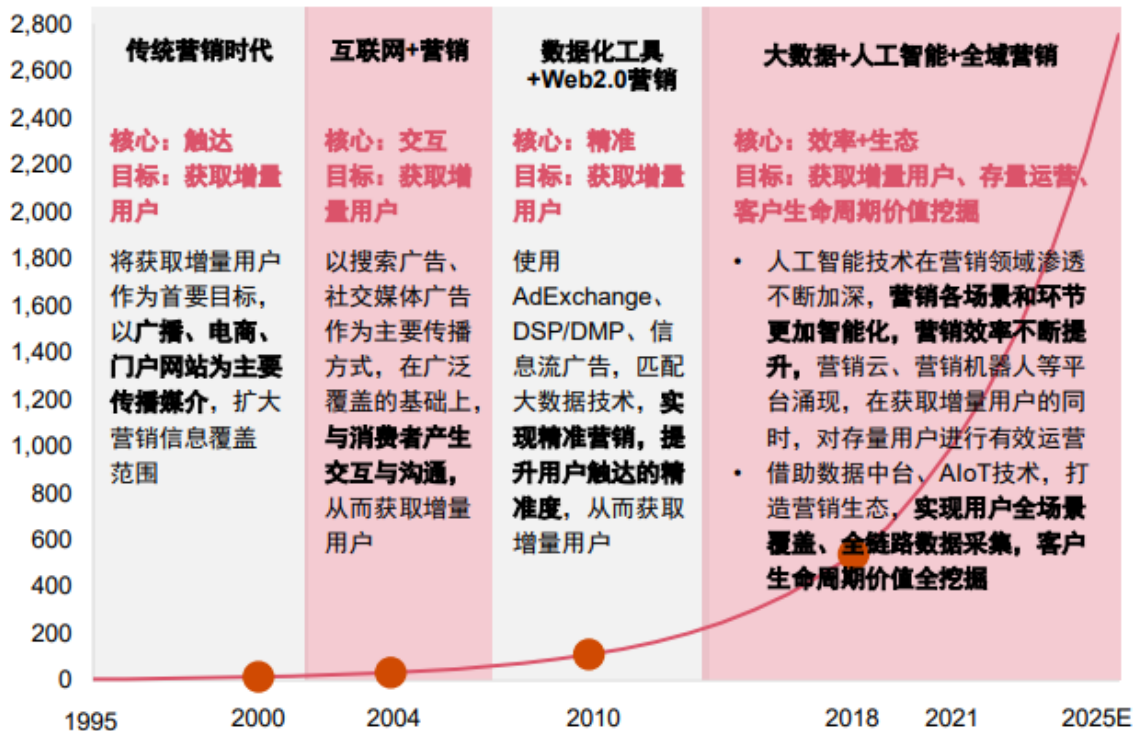 2,800
2,600
2,400
2,200
2,000
1,800
1,600
1,400
1,200
1,000
800
600
400
200
0
传统营销时代
核心：触达
目标：获取增量
用户
将获取增量用户
作为首要目标，
以广播、电商、
门户网站为主要
传播媒介，扩大
营销信息覆盖
范围
互联网+营销
核心：交互
目标：获取增
量用户
以搜索广告、
社交媒体广告
作为主要传播
方式，在广泛
覆盖的基础上，
与消费者产生
交互与沟通，
从而获取增量
用户
数据化工具
+Web2.0营销
核心：精准
目标：获取增量
用户
使用
AdExchange、
DSP/DMP、信
息流广告，匹配
大数据技术，实
现精准营销，提
升用户触达的精
准度，从而获取
增量用户
大数据+人工智能+全域营销
核心：效率+生态
目标：获取增量用户、存量运营、
客户生命周期价值挖掘
• 人工智能技术在营销领域渗透
不断加深，营销各场景和环节
更加智能化，营销效率不断提
升，营销云、营销机器人等平
台涌现，在获取增量用户的同
时，对存量用户进行有效运营
• 借助数据中台、AIoT技术，打
造营销生态，实现用户全场景
覆盖、全链路数据采集，客户
生命周期价值全挖掘
1995
2000
2004
2010
2018
2021
2025E